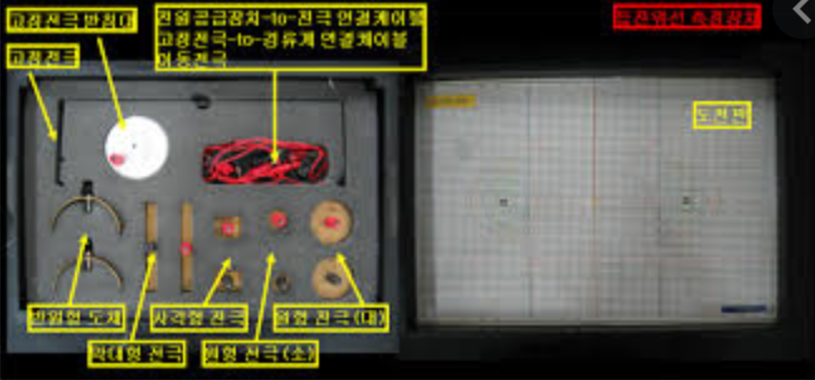 고정전극 받침대
전원공급장치-to-전극 연결케이블
고정전극-to-검류계 연결케이블
이동전극
등전위선 측정장치
고정전극
도전판
반원형 도체
사각형 전극
원형 전극(대)
막대형 전극
원형 전극(소)